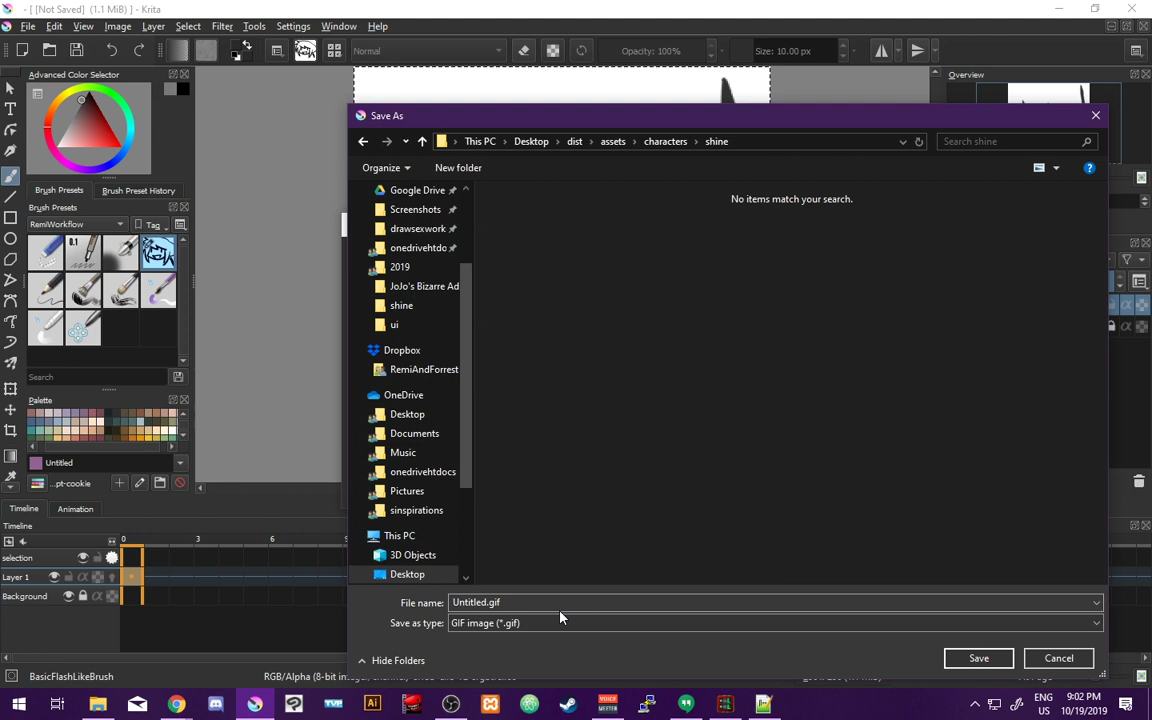 - [ [Not Saved] (1.1 MiB) ] - Krita
File Edit View Image Layer Select Filter Tools Settings Window Help
Normal Opacity: 100% Size: 10.00 px
Advanced Color Selector
Overview
Save As
This PC > Desktop > dist > assets > characters > shine
Search shine
Organize New folder
Google Drive
Screenshots
drawsexwork
onedrivehtdo
2019
JoJo's Bizarre Ad
shine
ui
Dropbox
RemiAndForrest
OneDrive
Desktop
Documents
Music
onedrivehtdocs
Pictures
sinspirations
This PC
3D Objects
Desktop
No items match your search.
File name: Untitled.gif
Save as type: GIF image (*.gif)
Hide Folders
Save Cancel
Brush Presets Brush Preset History
Brush Presets
RemiWorkflow Tag
0.1
Search
Palette
Untitled
...pt-cookie
Timeline Animation
Timeline
0 3 6
selection
Layer 1
Background
BasicFlashLikeBrush
RGB/Alpha (8-bit
ENG
US
9:02 PM
10/19/2019